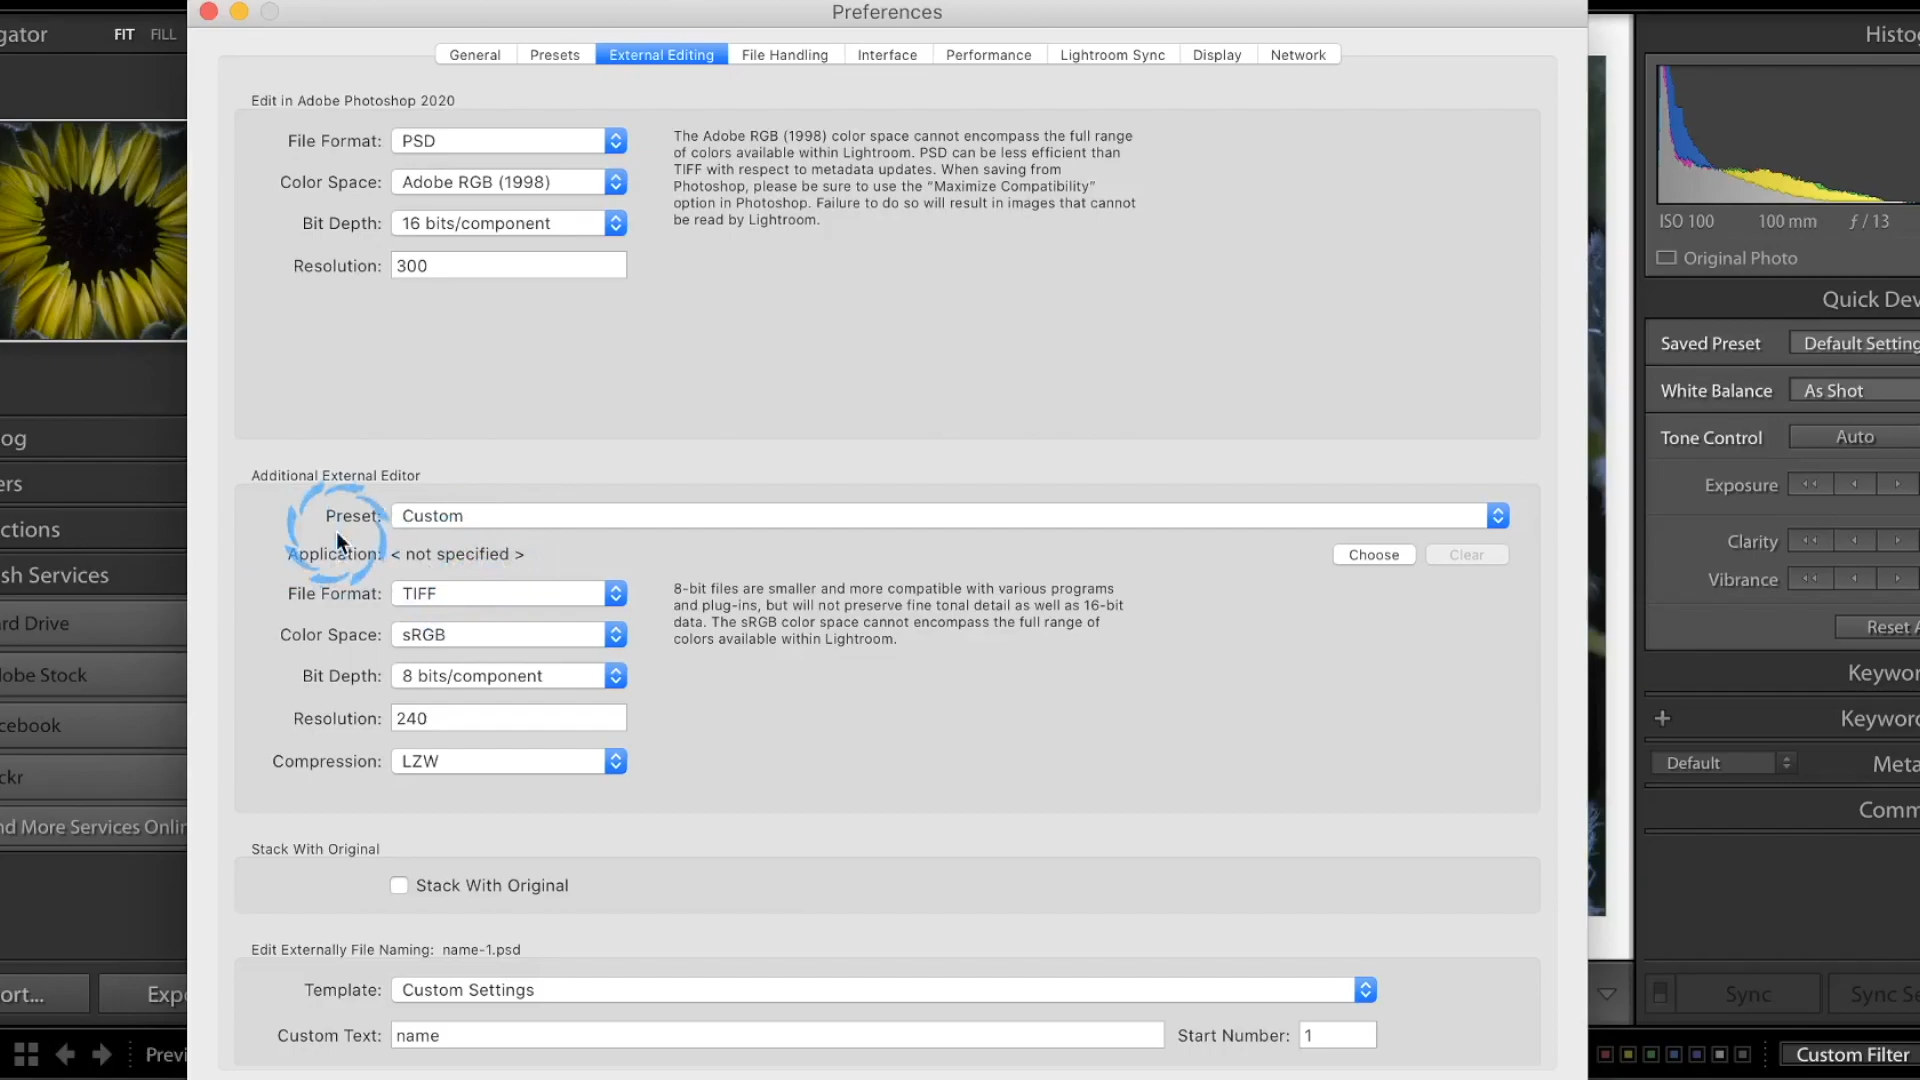 Preferences
gator FIT FILL
General Presets External Editing File Handling Interface Performance Lightroom Sync Display Network
Edit in Adobe Photoshop 2020
File Format: PSD
Color Space: Adobe RGB (1998)
Bit Depth: 16 bits/component
Resolution: 300
The Adobe RGB (1998) color space cannot encompass the full range
of colors available within Lightroom. PSD can be less efficient than
TIFF with respect to metadata updates. When saving from
Photoshop, please be sure to use the “Maximize Compatibility”
option in Photoshop. Failure to do so will result in images that cannot
be read by Lightroom.
Additional External Editor
Preset: Custom
Application: < not specified > Choose Clear
File Format: TIFF
Color Space: sRGB
Bit Depth: 8 bits/component
Resolution: 240
Compression: LZW
8-bit files are smaller and more compatible with various programs
and plug-ins, but will not preserve fine tonal detail as well as 16-bit
data. The sRGB color space cannot encompass the full range of
colors available within Lightroom.
Stack With Original
Stack With Original
Edit Externally File Naming: name-1.psd
Template: Custom Settings
Custom Text: name Start Number: 1
og
ers
ctions
sh Services
rd Drive
obe Stock
cebook
ckr
nd More Services Onlin
ort... Expo
Previ
Histo
ISO 100 100 mm ƒ / 13
Original Photo
Quick Dev
Saved Preset Default Setting
White Balance As Shot
Tone Control Auto
Exposure
Clarity
Vibrance
Reset A
Keywor
+ Keyword
Default Meta
Comm
Sync Sync Se
Custom Filter